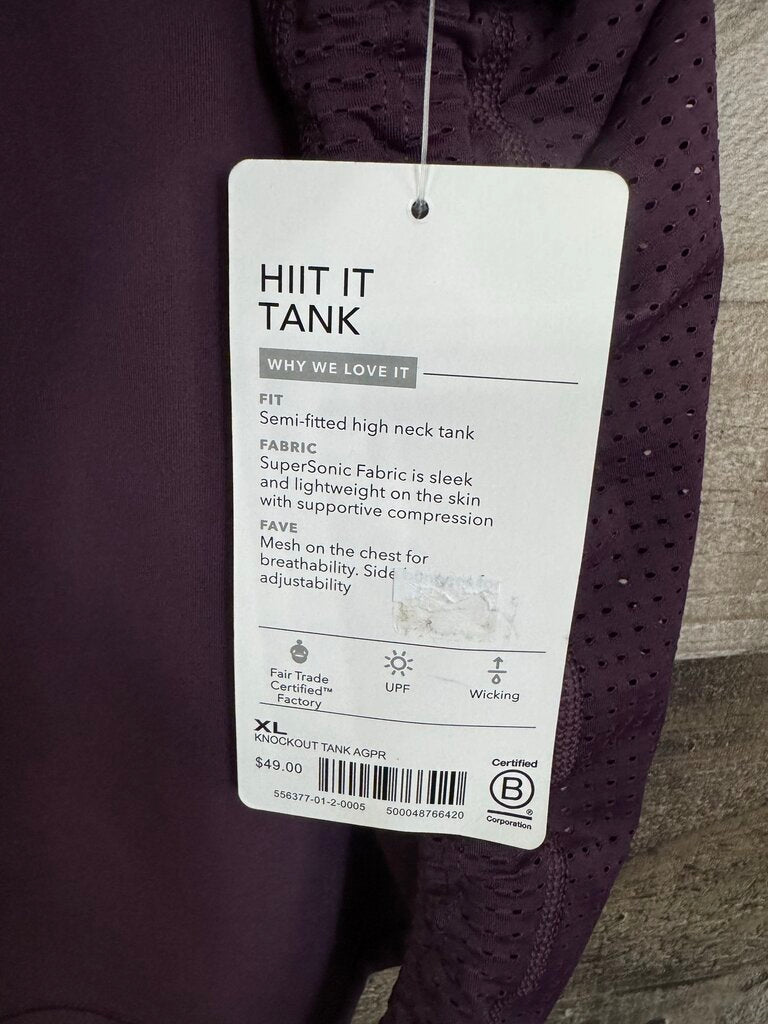 HIIT IT
TANK
WHY WE LOVE IT
FIT
Semi-fitted high neck tank
FABRIC
SuperSonic Fabric is sleek
and lightweight on the skin
with supportive compression
FAVE
Mesh on the chest for
breathability. Side
adjustability
Fair Trade
Certified™
Factory
UPF
Wicking
XL
KNOCKOUT TANK AGPR
$49.00
556377-01-2-0005 500048766420
Certified
B
®
Corporation